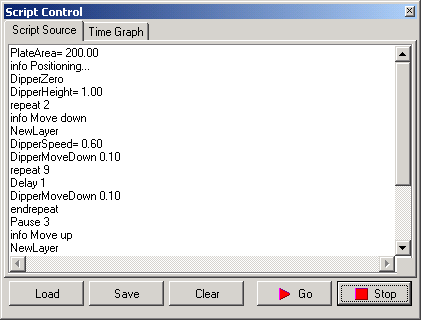 Script Control
Script Source
Time Graph
PlateArea= 200.00
info Positioning...
DipperZero
DipperHeight= 1.00
repeat 2
info Move down
NewLayer
DipperSpeed= 0.60
DipperMoveDown 0.10
repeat 9
Delay 1
DipperMoveDown 0.10
endrepeat
Pause 3
info Move up
NewLayer
Load
Save
Clear
Go
Stop